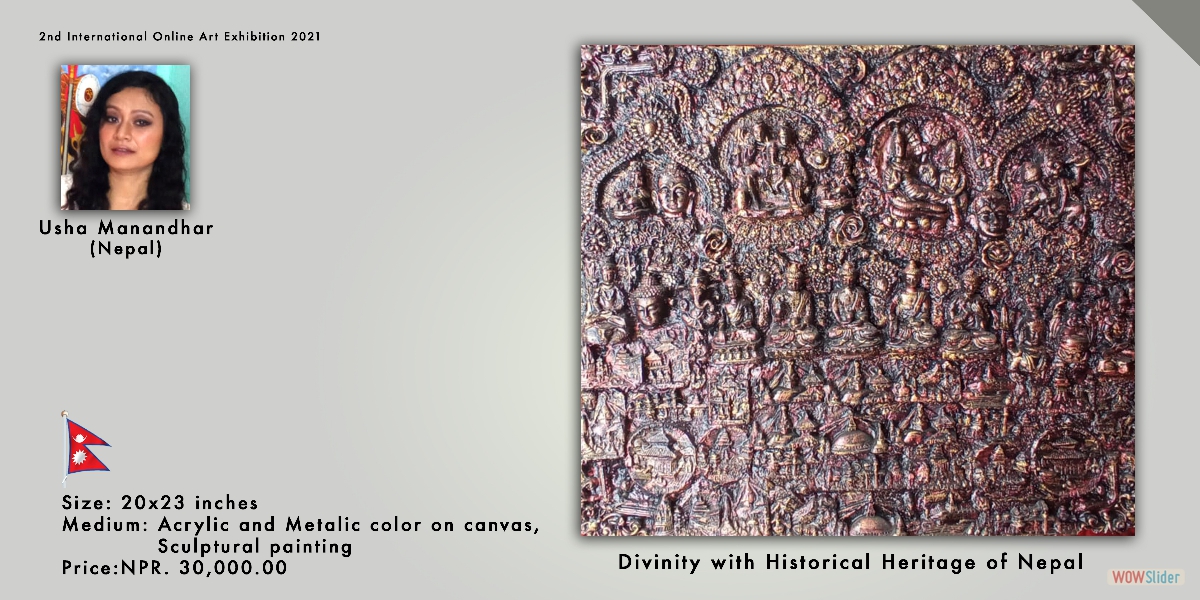 2nd International Online Art Exhibition 2021
Usha Manandhar
(Nepal)
Size: 20x23 inches
Medium: Acrylic and Metalic color on canvas,
Sculptural painting
Price:NPR. 30,000.00
Divinity with Historical Heritage of Nepal
WOWSlider